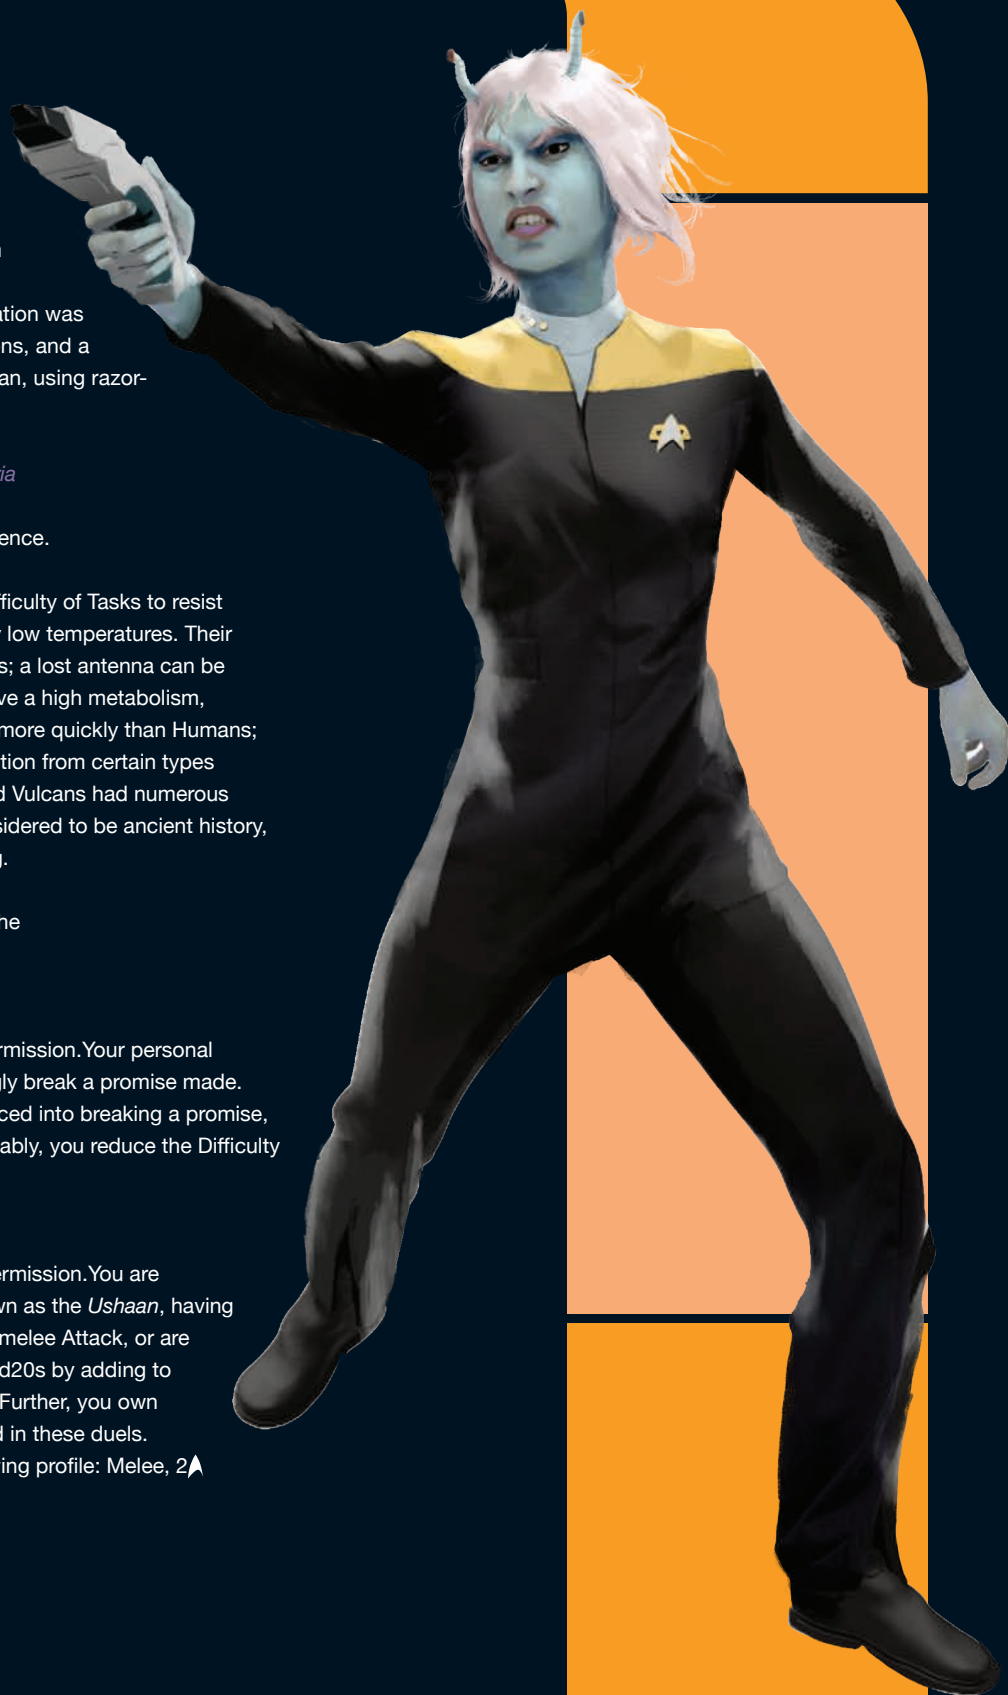 ation was
ns, and a
an, using razor-
ria
ence.
fficulty of Tasks to resist
low temperatures. Their
s; a lost antenna can be
ve a high metabolism,
more quickly than Humans;
tion from certain types
d Vulcans had numerous
sidered to be ancient history,
g.
he
rmission.Your personal
gly break a promise made.
ced into breaking a promise,
ably, you reduce the Difficulty
ermission.You are
wn as the Ushaan, having
melee Attack, or are
d20s by adding to
Further, you own
d in these duels.
ing profile: Melee, 2